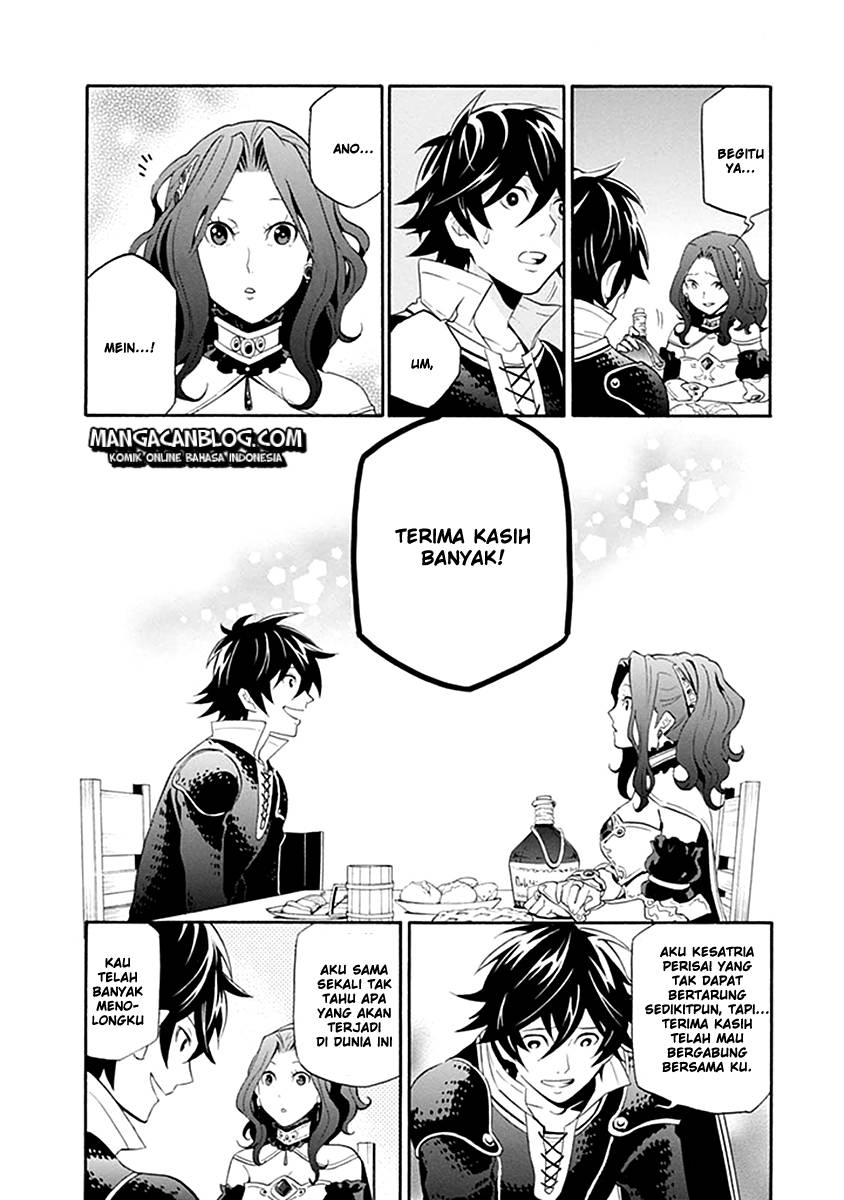 BEGITU
YA...
ANO...
UM,
MEIN...!
MANGACANBLOG.COM
KOMIK ONLINE BAHASA INDONESIA
TERIMA KASIH
BANYAK!
AKU KESATRIA
PERISAI YANG
TAK DAPAT
BERTARUNG
SEDIKITPUN, TAPI...
TERIMA KASIH
TELAH MAU
BERGABUNG
BERSAMA KU.
AKU SAMA
SEKALI TAK
TAHU APA
YANG AKAN
TERJADI
DI DUNIA INI
KAU
TELAH
BANYAK
MENO-
LONGKU